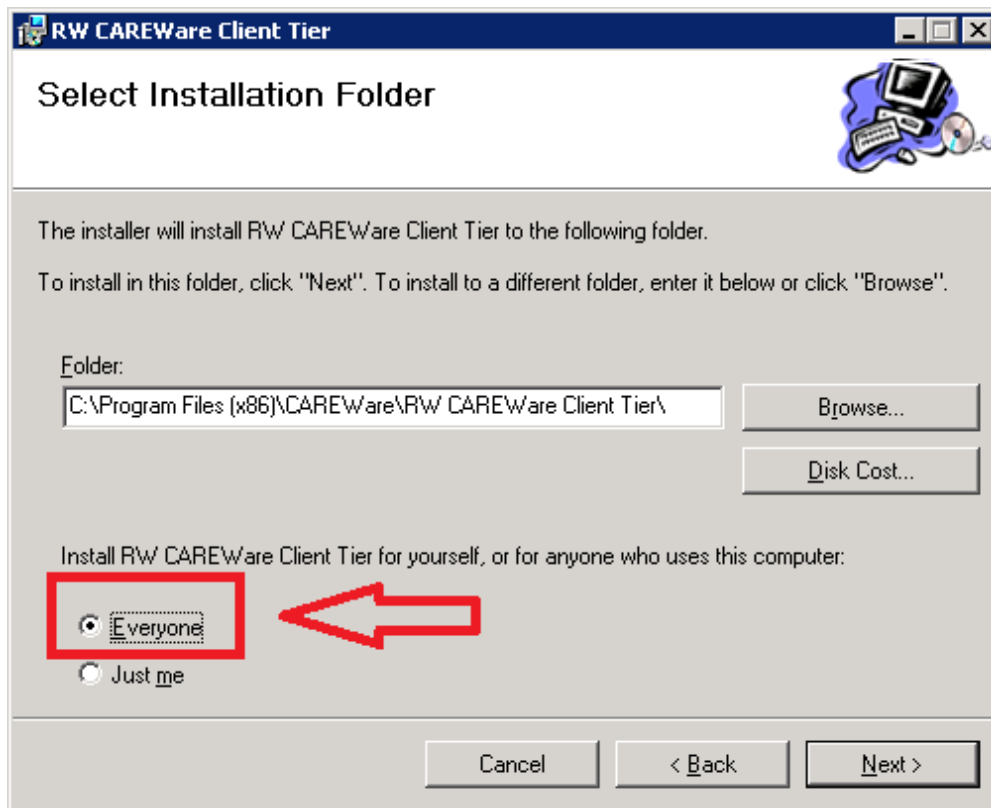 RW CAREWare Client Tier
Select Installation Folder
The installer will install RW CAREWare Client Tier to the following folder.
To install in this folder, click "Next". To install to a different folder, enter it below or click "Browse".
Folder:
C:\Program Files (x86)\CAREWare\RW CAREWare Client Tier\
Browse...
Disk Cost...
Install RW CAREWare Client Tier for yourself, or for anyone who uses this computer:
Everyone
Just me
Cancel
< Back
Next >